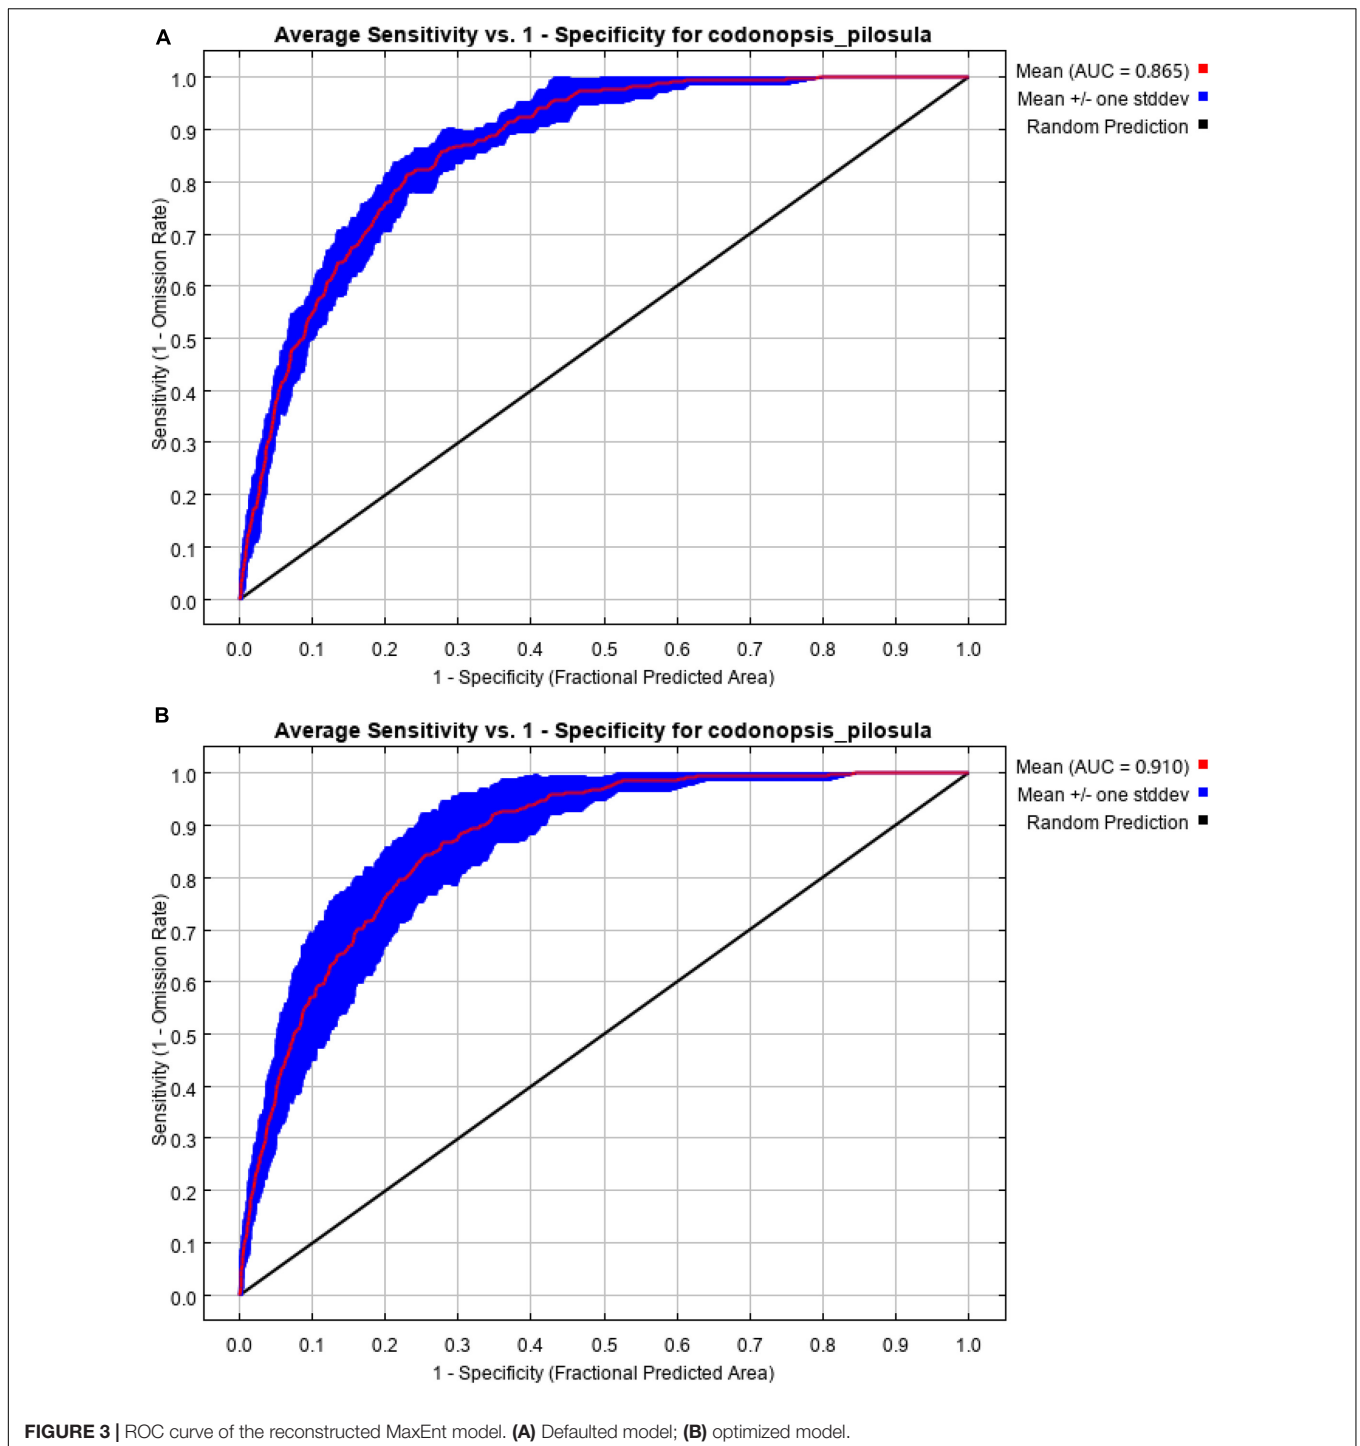 A
Average Sensitivity vs. 1 - Specificity for codonopsis_pilosula
Mean (AUC = 0.865)
Mean +/- one stddev
Random Prediction
Sensitivity (1 - Omission Rate)
1.0
0.9
0.8
0.7
0.6
0.5
0.4
0.3
0.2
0.1
0.0
0.0 0.1 0.2 0.3 0.4 0.5 0.6 0.7 0.8 0.9 1.0
1 - Specificity (Fractional Predicted Area)
B
Average Sensitivity vs. 1 - Specificity for codonopsis_pilosula
Mean (AUC = 0.910)
Mean +/- one stddev
Random Prediction
Sensitivity (1 - Omission Rate)
1.0
0.9
0.8
0.7
0.6
0.5
0.4
0.3
0.2
0.1
0.0
0.0 0.1 0.2 0.3 0.4 0.5 0.6 0.7 0.8 0.9 1.0
1 - Specificity (Fractional Predicted Area)
FIGURE 3 | ROC curve of the reconstructed MaxEnt model. (A) Defaulted model; (B) optimized model.